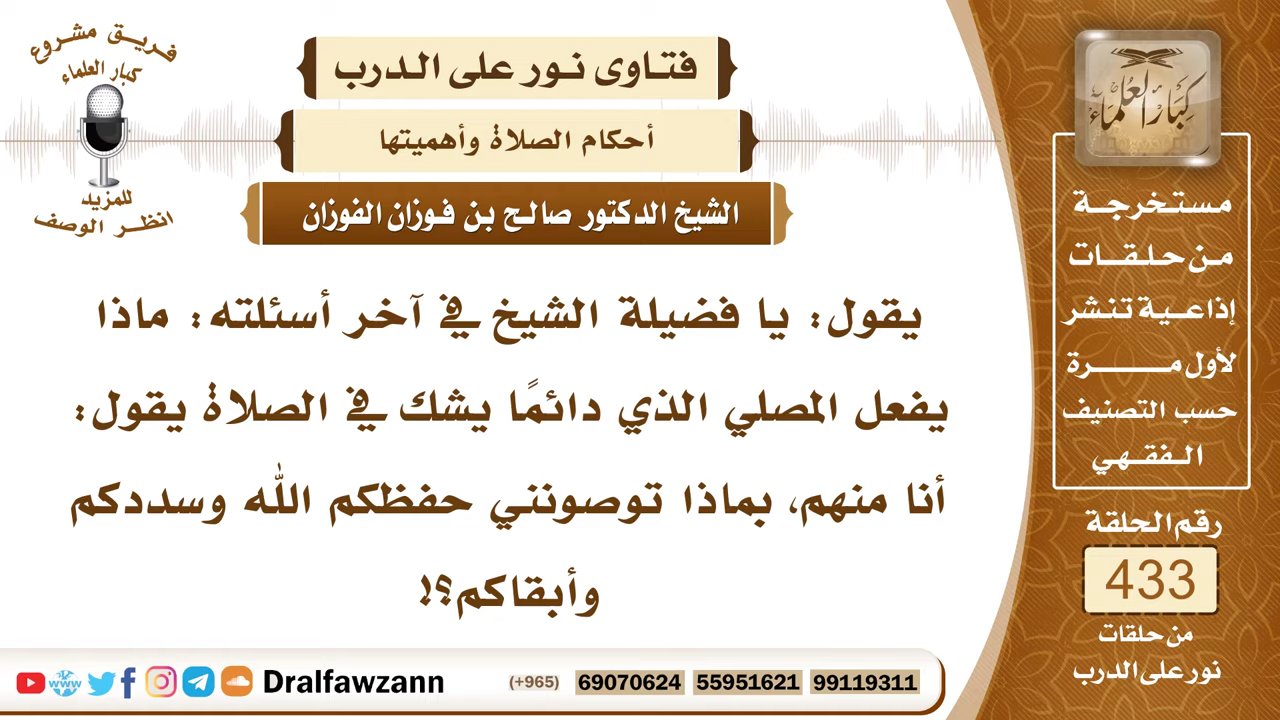 فريق مشروع
كبار العلماء
للمزيد
انظر الوصف
فتاوى نور على الدرب
أحكام الصلاة وأهميتها
الشيخ الدكتور صالح بن فوزان الفوزان
يقول: يا فضيلة الشيخ في آخر أسئلته: ماذا
يفعل المصلي الذي دائمًا يشك في الصلاة يقول:
أنا منهم، بماذا توصونني حفظكم الله وسددكم
وأبقاكم؟!
كبار العلماء
مستخرجة
من حلقات
إذاعية تنشر
لأول مرة
حسب التصنيف
الفقهي
رقم الحلقة
433
من حلقات
نور على الدرب
www
Dralfawzann (+965) 69070624 55951621 99119311